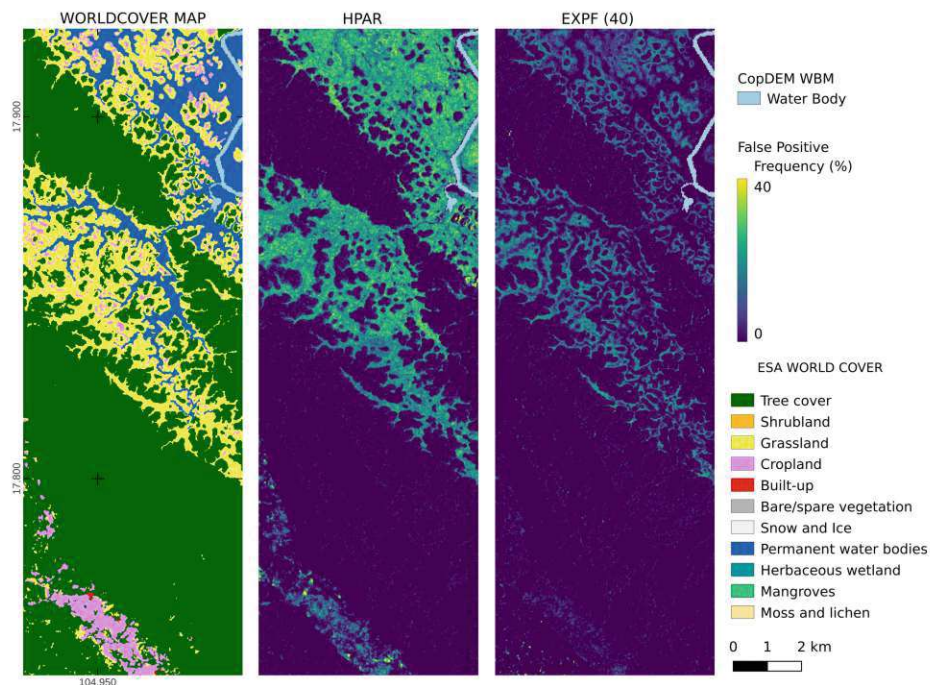 WORLDCOVER MAP
HPAR
EXPF (40)
17.900
17.800
104.950
CopDEM WBM
Water Body
False Positive
Frequency (%)
40
0
ESA WORLD COVER
Tree cover
Shrubland
Grassland
Cropland
Built-up
Bare/spare vegetation
Snow and Ice
Permanent water bodies
Herbaceous wetland
Mangroves
Moss and lichen
0 1 2 km